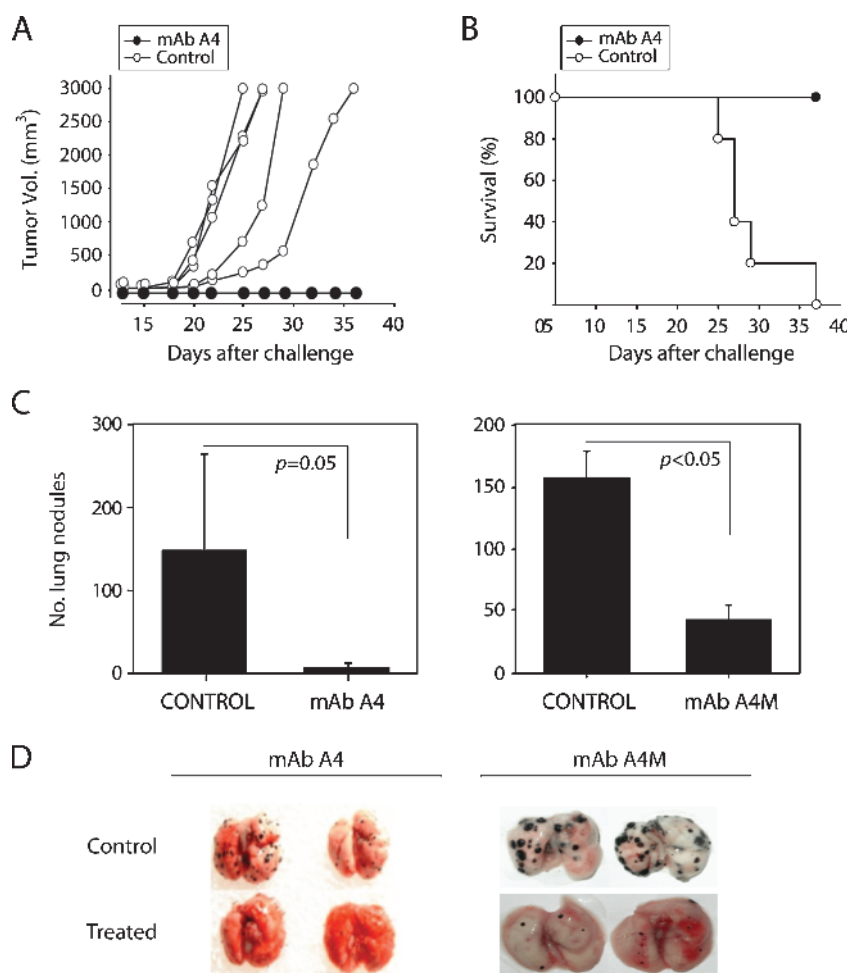 A
mAb A4
Control
3000
2500
2000
1500
1000
500
0
Tumor Vol. (mm³)
15 20 25 30 35 40
Days after challenge
B
mAb A4
Control
100
80
60
40
20
Survival (%)
05 10 15 20 25 29 30 40
Days after challenge
C
300
200
100
0
No. lung nodules
p=0.05
CONTROL mAb A4
200
150
100
50
0
p<0.05
CONTROL mAb A4M
D
mAb A4 mAb A4M
Control
Treated